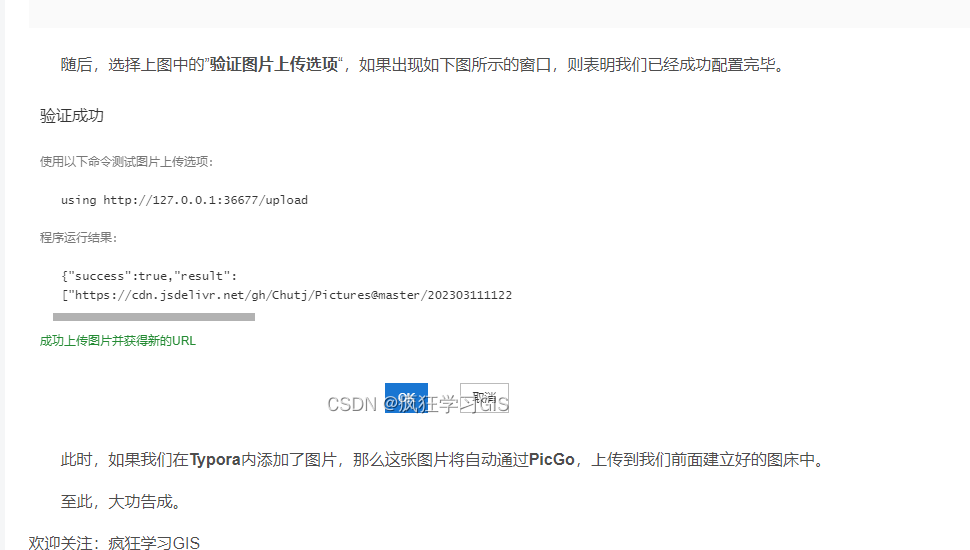 随后，选择上图中的”验证图片上传选项“，如果出现如下图所示的窗口，则表明我们已经成功配置完毕。
验证成功
使用以下命令测试图片上传选项：
using http://127.0.0.1:36677/upload
程序运行结果：
{"success":true,"result":
["https://cdn.jsdelivr.net/gh/Chutj/Pictures@master/202303111122
成功上传图片并获得新的URL
OK 取消
CSDN @疯狂学习GIS
此时，如果我们在Typora内添加了图片，那么这张图片将自动通过PicGo，上传到我们前面建立好的图床中。
至此，大功告成。
欢迎关注：疯狂学习GIS